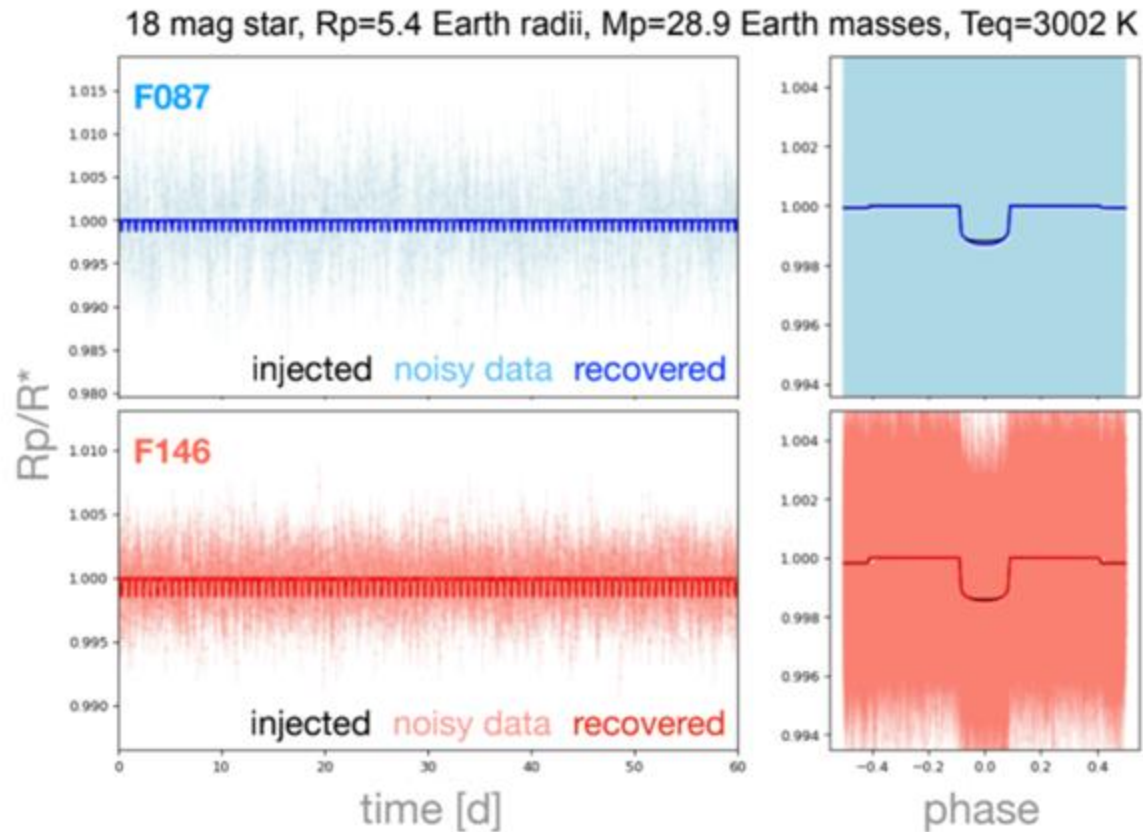 18 mag star, Rp=5.4 Earth radii, Mp=28.9 Earth masses, Teq=3002 K
F087
1.015
1.010
1.005
1.000
0.995
0.990
0.985
0.980
injected noisy data recovered
1.004
1.002
1.000
0.998
0.996
0.994
Rp/R*
F146
1.010
1.005
1.000
0.995
0.990
injected noisy data recovered
0 10 20 30 40 50 60
time [d]
1.004
1.002
1.000
0.998
0.996
0.994
−0.4 −0.2 0.0 0.2 0.4
phase